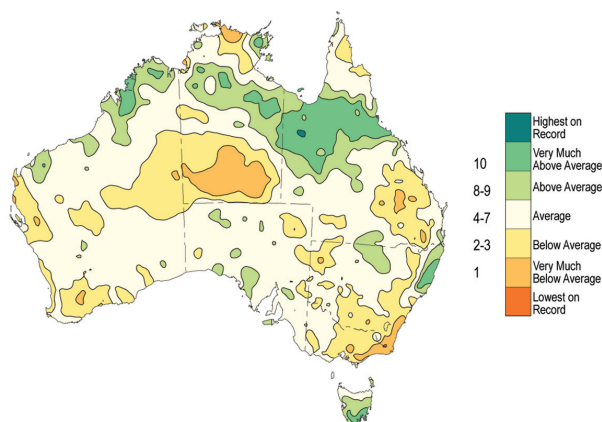 Highest on
Record
10
Very Much
Above Average
8-9
Above Average
4-7
Average
2-3
Below Average
1
Very Much
Below Average
Lowest on
Record